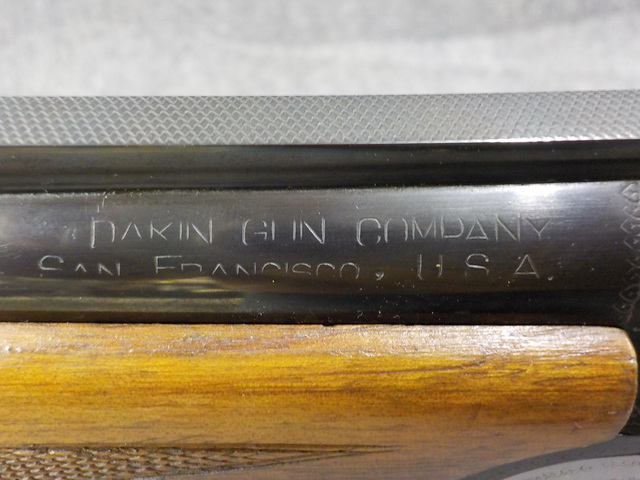 DAKIN GUN COMPANY
SAN FRANCISCO, U.S.A.